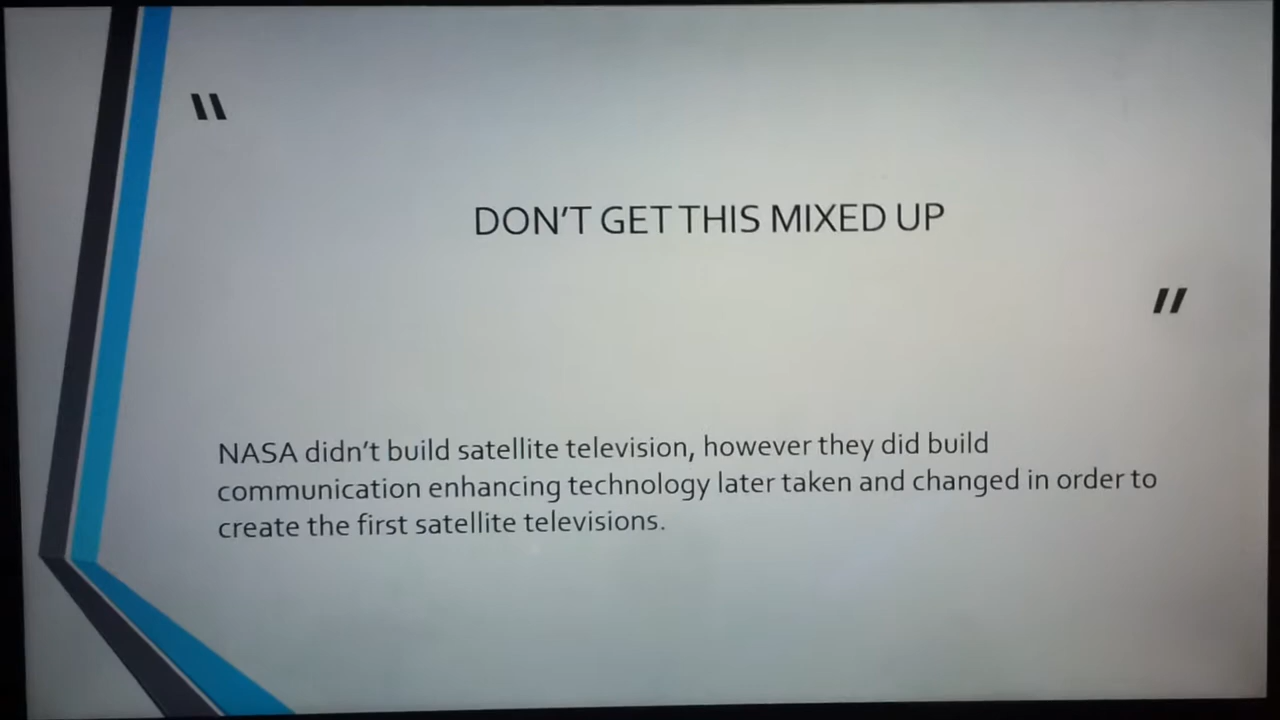 "
DON'T GET THIS MIXED UP
"
NASA didn't build satellite television, however they did build
communication enhancing technology later taken and changed in order to
create the first satellite televisions.